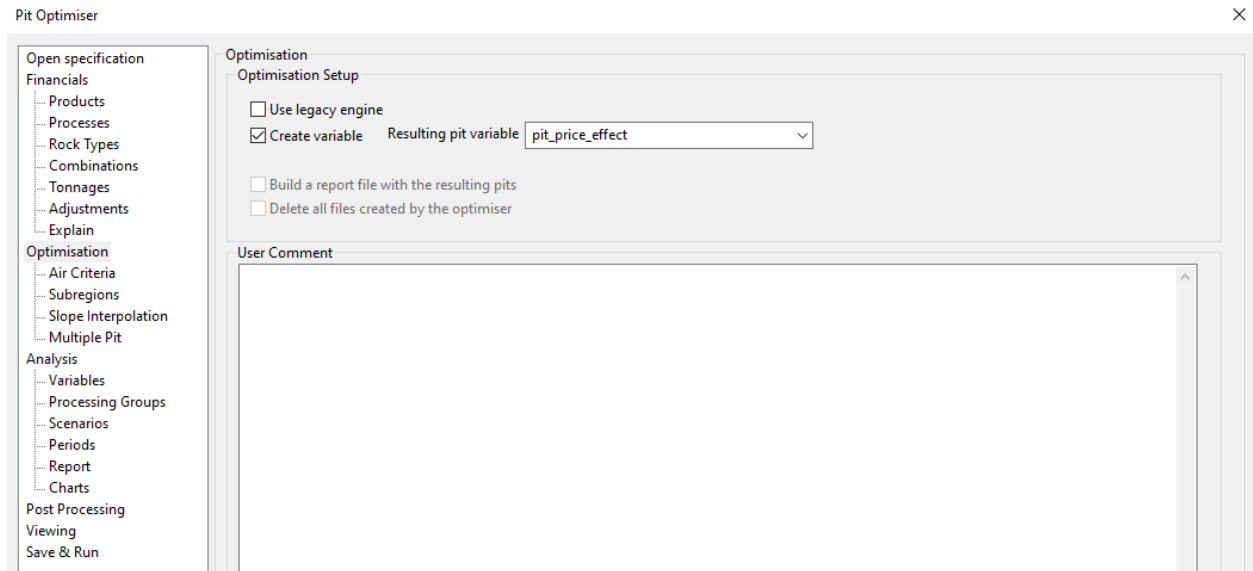 Pit Optimiser
Open specification
Financials
Products
Processes
Rock Types
Combinations
Tonnages
Adjustments
Explain
Optimisation
Air Criteria
Subregions
Slope Interpolation
Multiple Pit
Analysis
Variables
Processing Groups
Scenarios
Periods
Report
Charts
Post Processing
Viewing
Save & Run
Optimisation
Optimisation Setup
Use legacy engine
Create variable Resulting pit variable pit_price_effect
Build a report file with the resulting pits
Delete all files created by the optimiser
User Comment